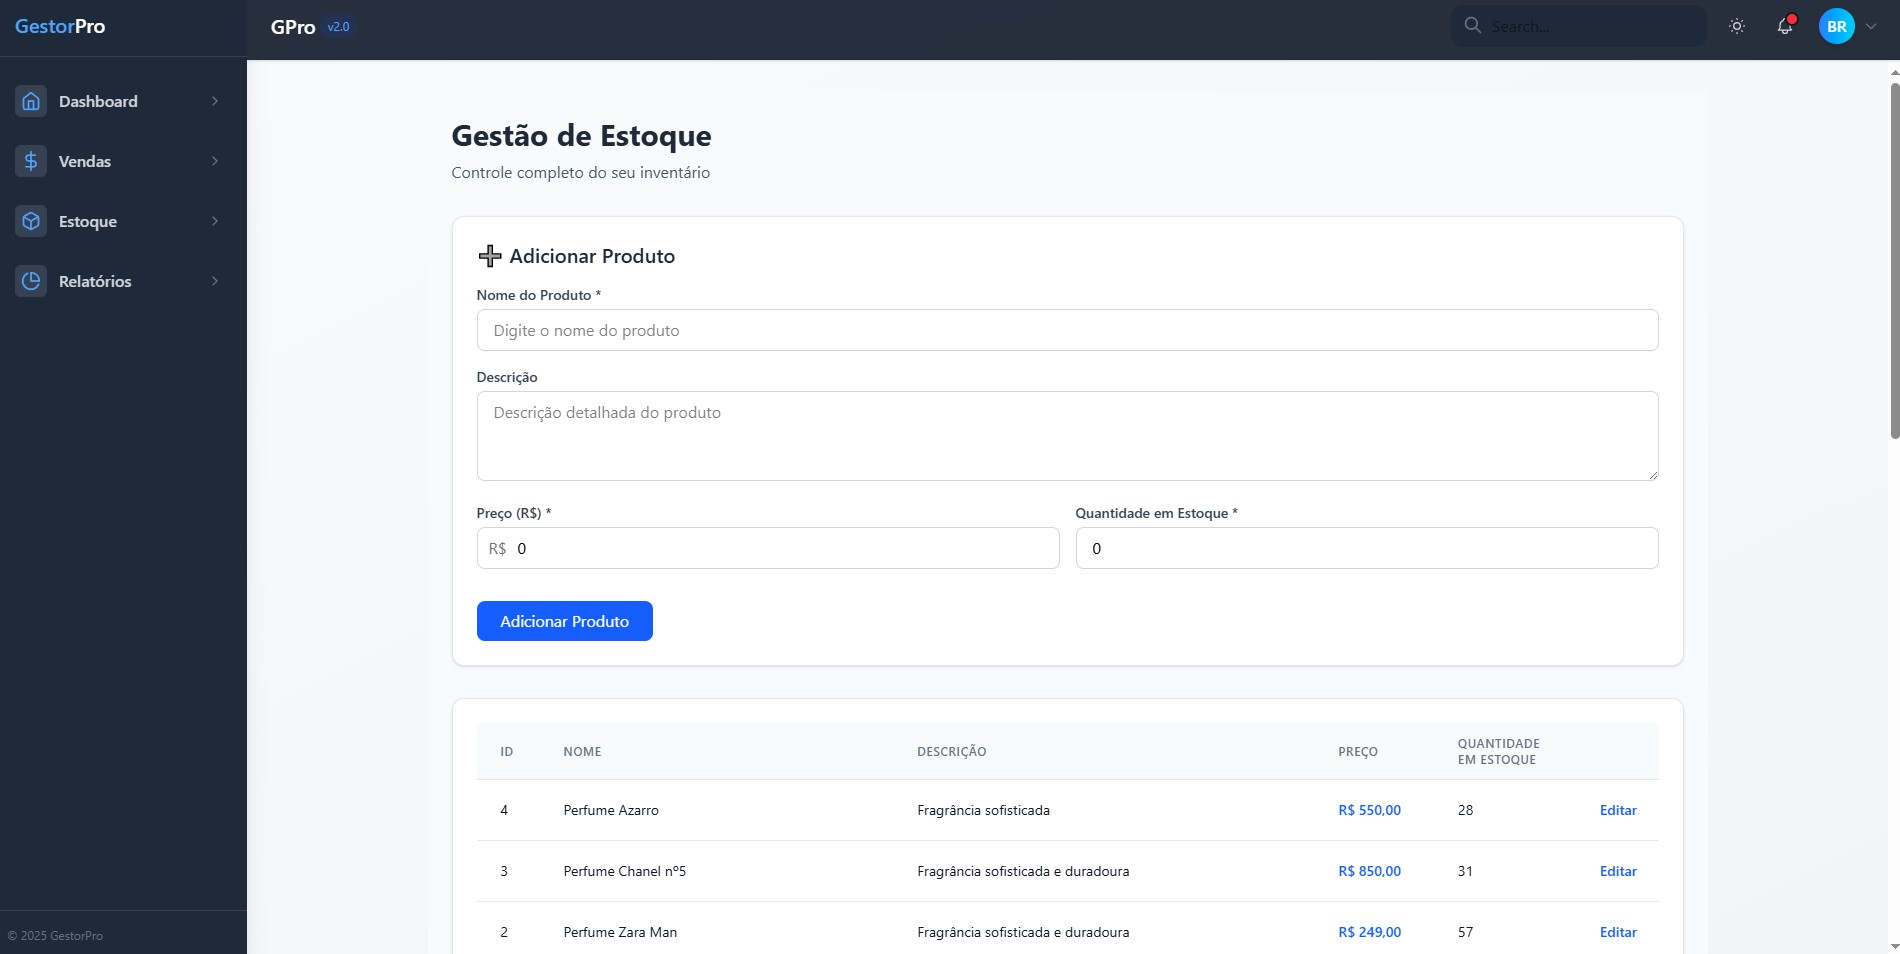 GestorPro
GPro v2.0
Search...
BR
Dashboard
Vendas
Estoque
Relatórios
© 2025 GestorPro
Gestão de Estoque
Controle completo do seu inventário
Adicionar Produto
Nome do Produto *
Digite o nome do produto
Descrição
Descrição detalhada do produto
Preço (R$) *
R$ 0
Quantidade em Estoque *
0
Adicionar Produto
ID NOME DESCRIÇÃO PREÇO QUANTIDADE
EM ESTOQUE
4 Perfume Azarro Fragrância sofisticada R$ 550,00 28 Editar
3 Perfume Chanel nº5 Fragrância sofisticada e duradoura R$ 850,00 31 Editar
2 Perfume Zara Man Fragrância sofisticada e duradoura R$ 249,00 57 Editar